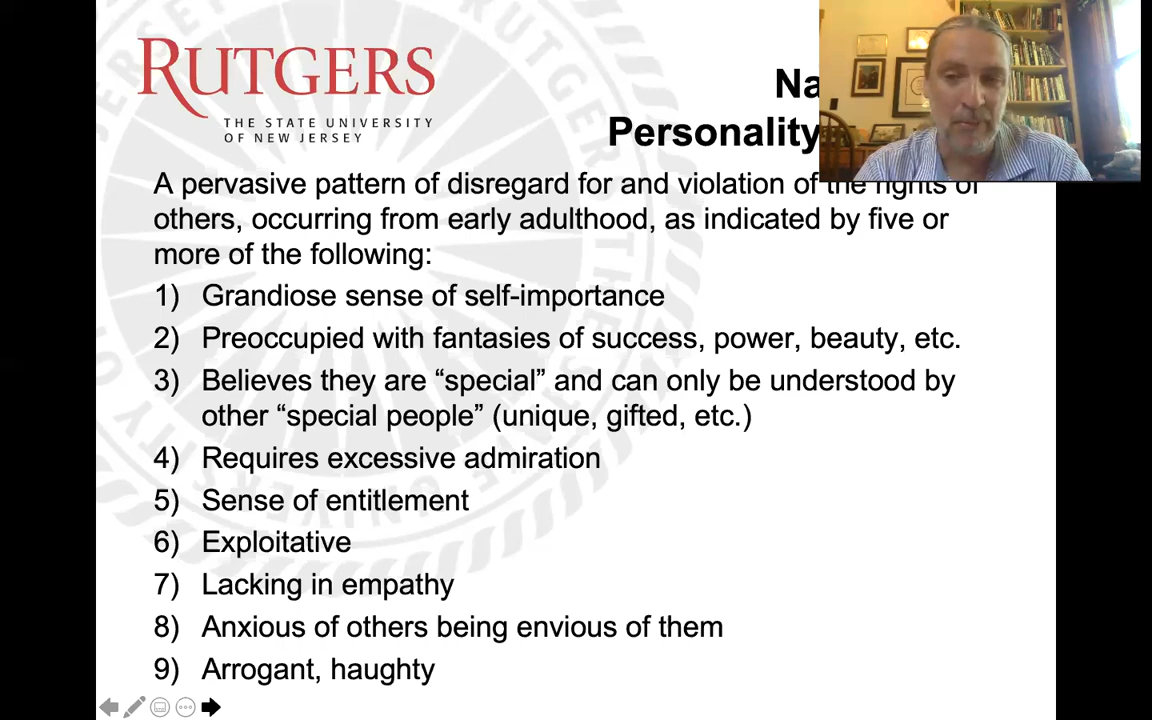 RUTGERS
THE STATE UNIVERSITY
OF NEW JERSEY
Na
Personality
A pervasive pattern of disregard for and violation of the rights of
others, occurring from early adulthood, as indicated by five or
more of the following:
1) Grandiose sense of self-importance
2) Preoccupied with fantasies of success, power, beauty, etc.
3) Believes they are “special” and can only be understood by
other “special people” (unique, gifted, etc.)
4) Requires excessive admiration
5) Sense of entitlement
6) Exploitative
7) Lacking in empathy
8) Anxious of others being envious of them
9) Arrogant, haughty